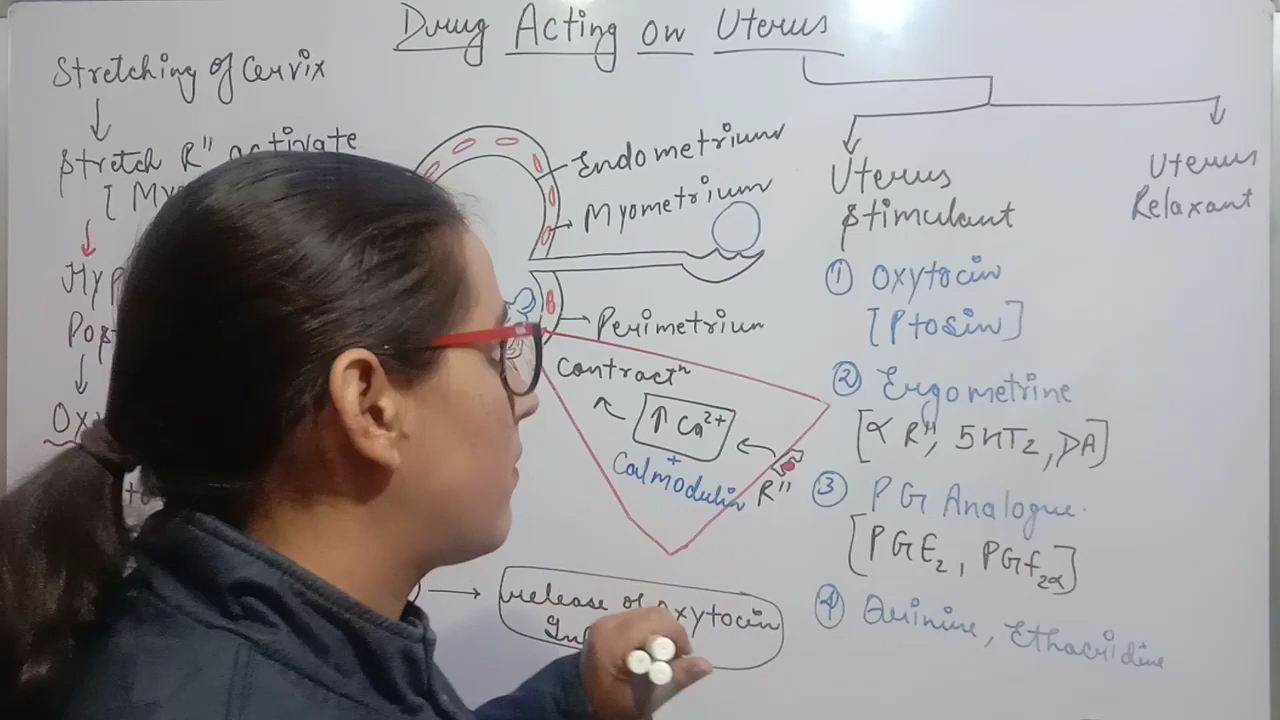 Drug Acting on Uterus
Stretching of Cervix
Stretch R" activate
[
Endometrium
Myometrium
Perimetrium
Contractⁿ
↑ Ca²⁺
+
Calmodulin
R"
release of oxytocin
Uterus
Stimulant
① Oxytocin
[Ptosin]
② Ergometrine
[α R", 5HT₂, DA]
③ PG Analogue.
[PGE₂, PGf₂α]
④ Quinine, Ethacridine
Uterus
Relaxant